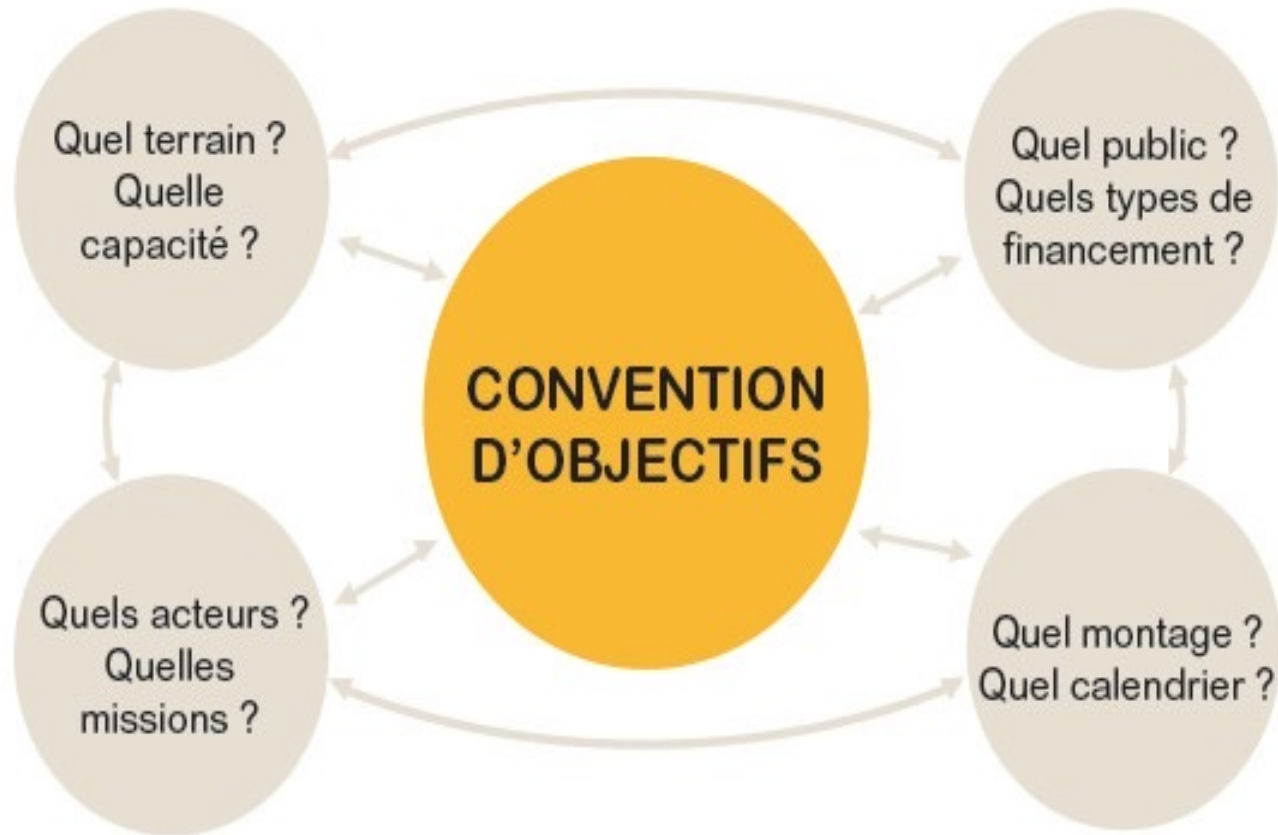 Quel terrain ?
Quelle
capacité ?
Quel public ?
Quels types de
financement ?
CONVENTION
D’OBJECTIFS
Quels acteurs ?
Quelles
missions ?
Quel montage ?
Quel calendrier ?